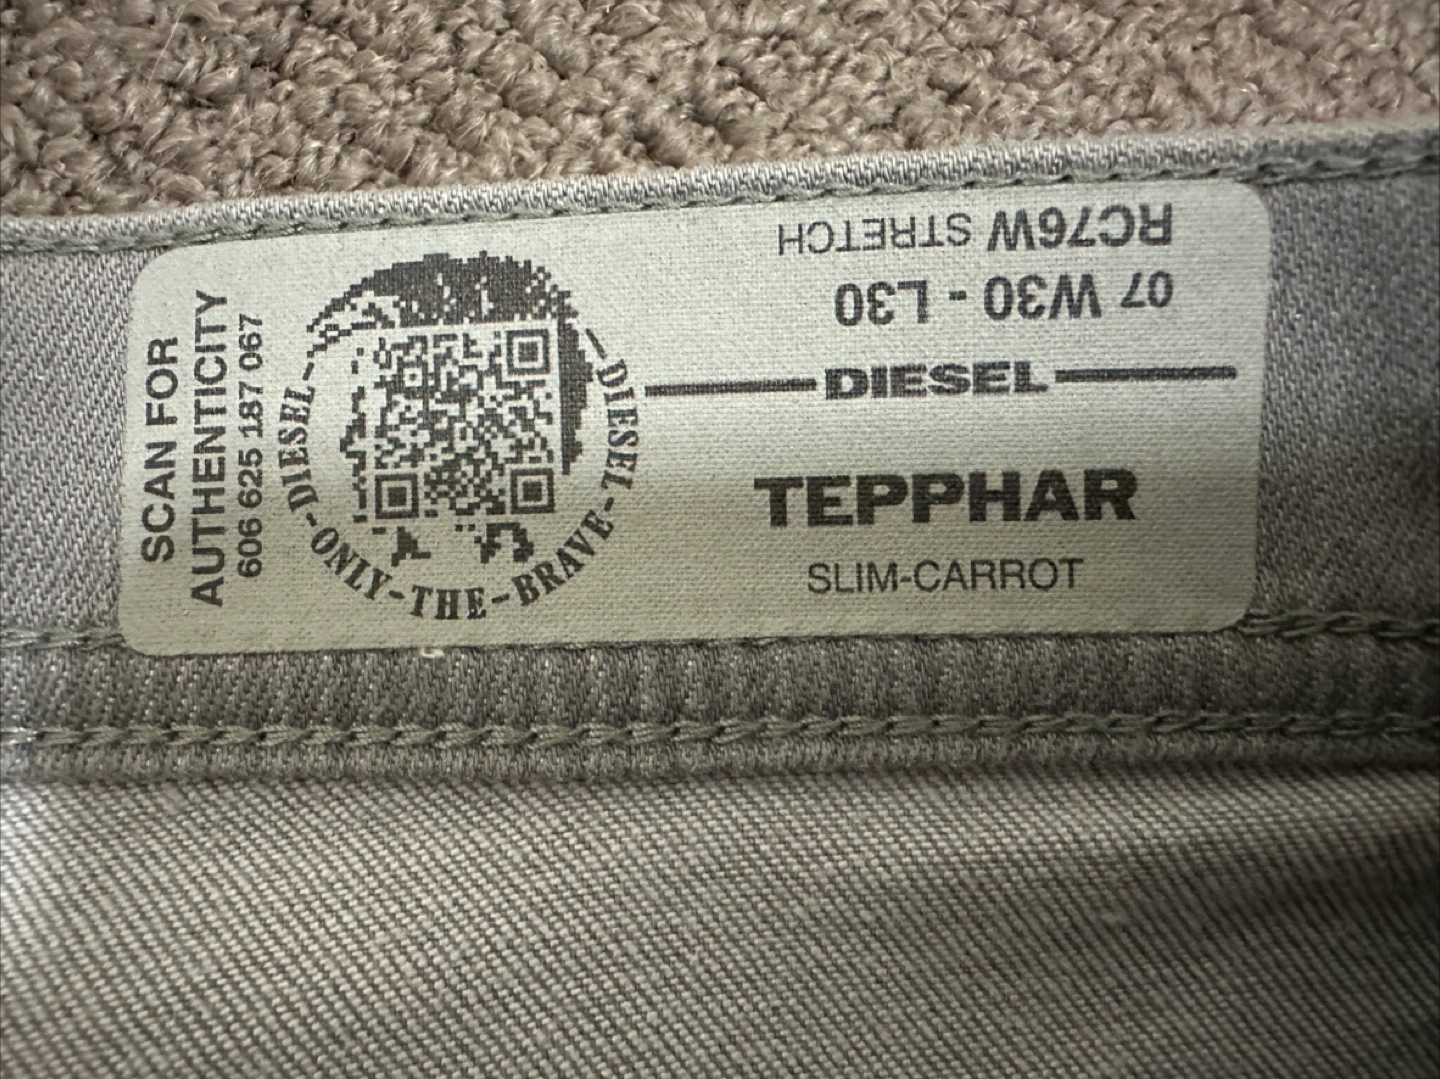 SCAN FOR
AUTHENTICITY
606 625 187 067
DIESEL-ONLY-THE-BRAVE-DIESEL
RC76W STRETCH
07 W30 - L30
DIESEL
TEPPHAR
SLIM-CARROT